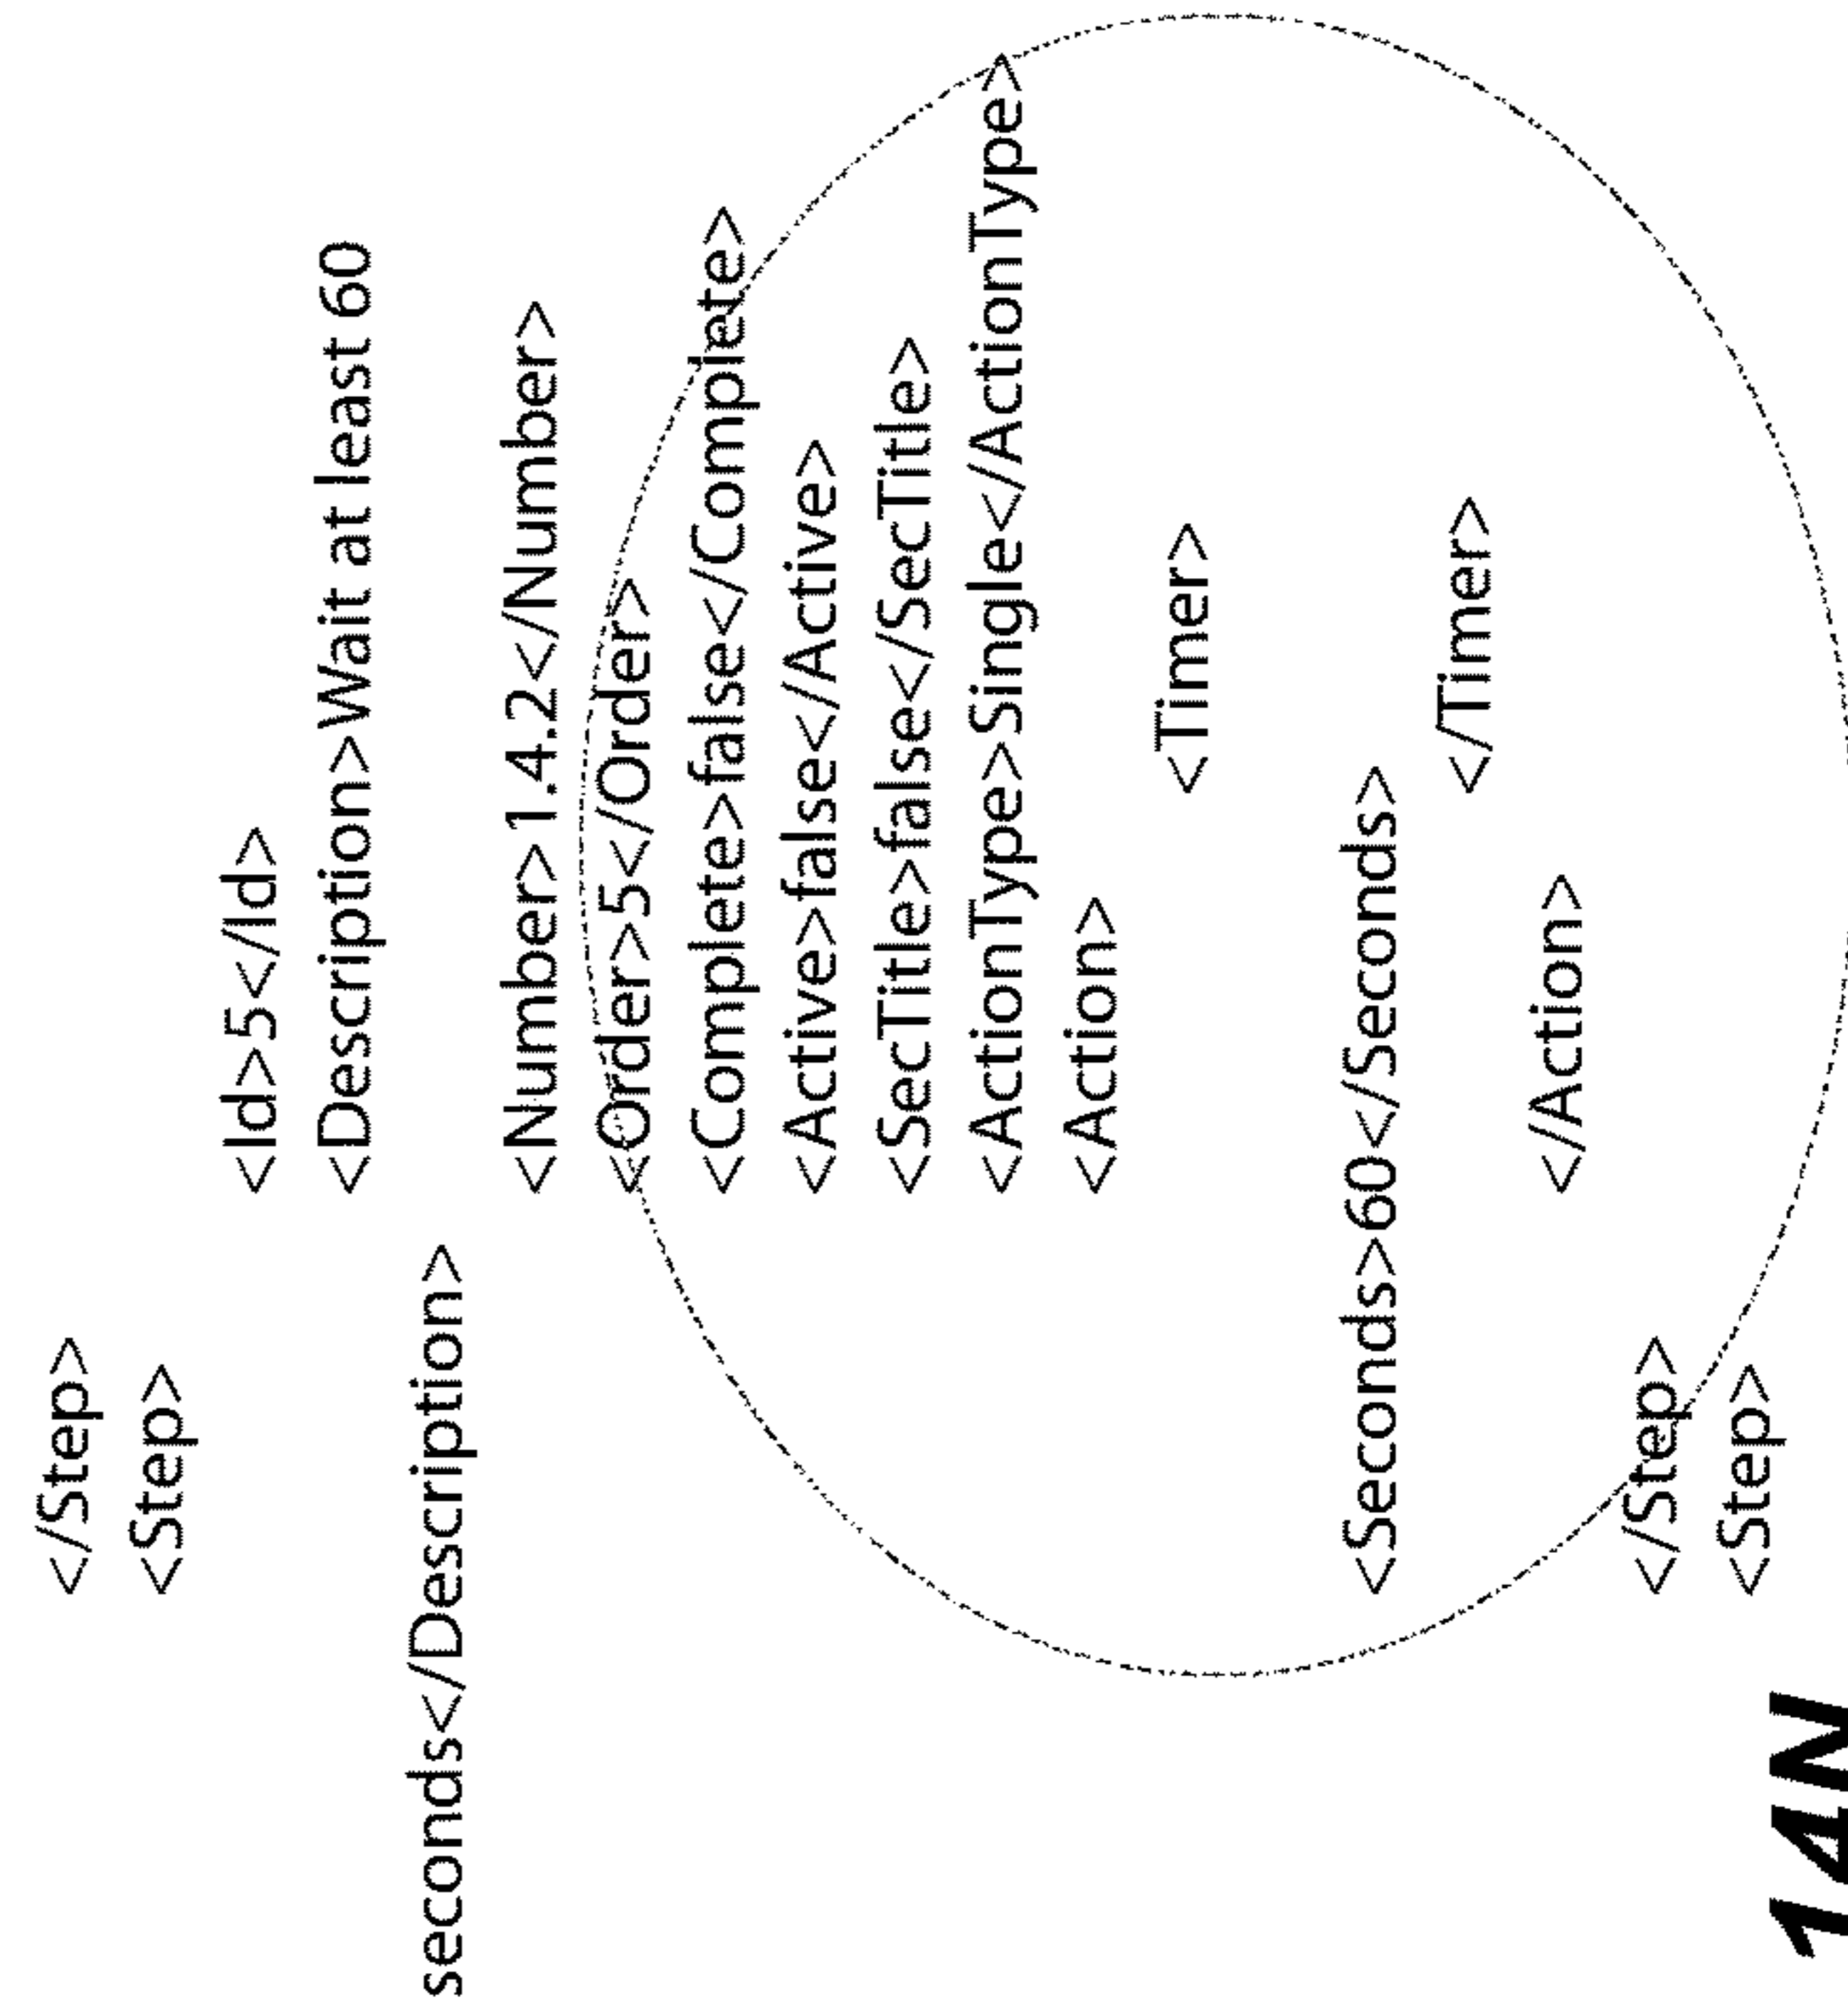 </Step>
<Step>
<Id>5</Id>
<Description>Wait at least 60
seconds</Description>
<Number>1.4.2</Number>
<Order>5</Order>
<Complete>false</Complete>
<Active>false</Active>
<SecTitle>false</SecTitle>
<ActionType>Single</ActionType>
<Action>
<Timer>
<Seconds>60</Seconds>
</Timer>
</Action>
</Step>
<Step>
14N